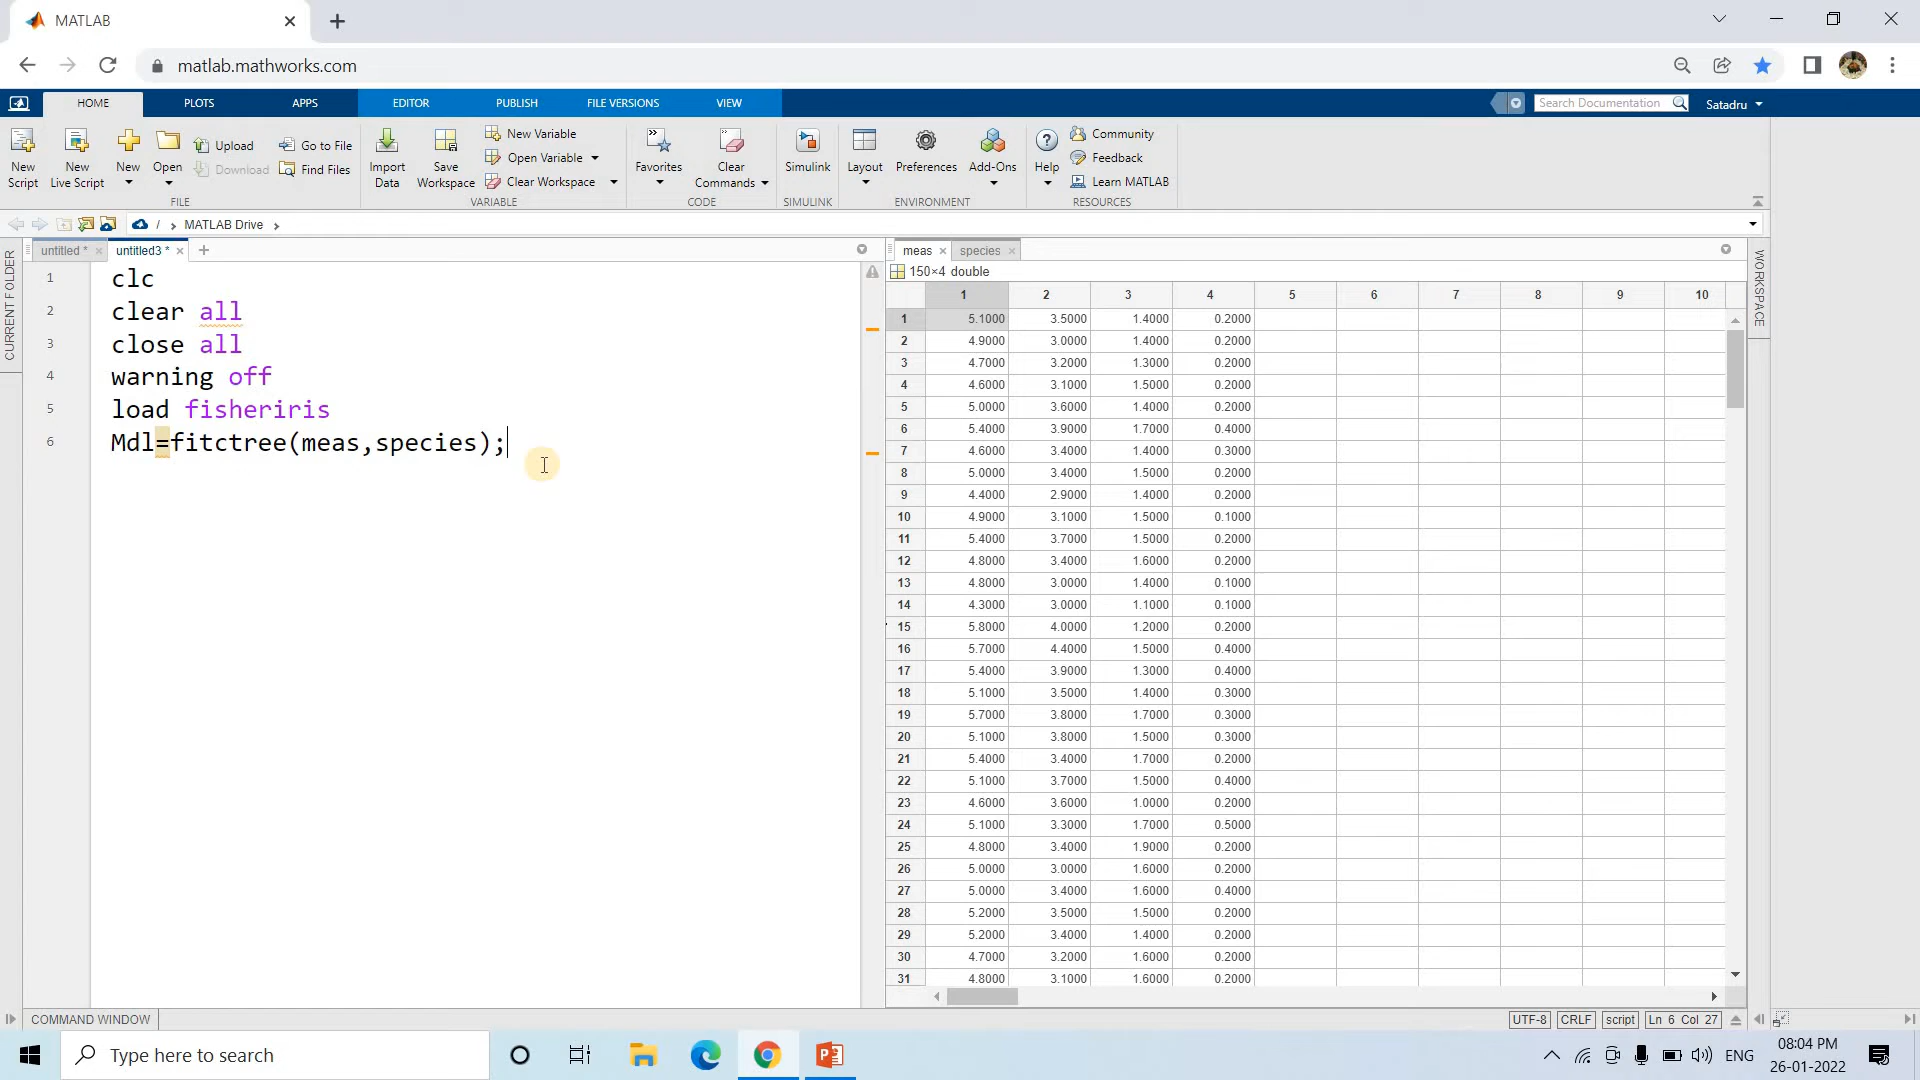 MATLAB
matlab.mathworks.com
HOME PLOTS APPS EDITOR PUBLISH FILE VERSIONS VIEW Search Documentation Satadru
New Script
New Live Script
New
Open
Upload
Download
Go to File
Find Files
FILE
Import Data
Save Workspace
New Variable
Open Variable
Clear Workspace
VARIABLE
Favorites
Clear Commands
CODE
Simulink
SIMULINK
Layout
Preferences
Add-Ons
ENVIRONMENT
Help
Community
Feedback
Learn MATLAB
RESOURCES
/ MATLAB Drive
CURRENT FOLDER
untitled * untitled3 *
1 clc
2 clear all
3 close all
4 warning off
5 load fisheriris
6 Mdl=fitctree(meas,species);
meas species
150×4 double
1 2 3 4 5 6 7 8 9 10
1 5.1000 3.5000 1.4000 0.2000
2 4.9000 3.0000 1.4000 0.2000
3 4.7000 3.2000 1.3000 0.2000
4 4.6000 3.1000 1.5000 0.2000
5 5.0000 3.6000 1.4000 0.2000
6 5.4000 3.9000 1.7000 0.4000
7 4.6000 3.4000 1.4000 0.3000
8 5.0000 3.4000 1.5000 0.2000
9 4.4000 2.9000 1.4000 0.2000
10 4.9000 3.1000 1.5000 0.1000
11 5.4000 3.7000 1.5000 0.2000
12 4.8000 3.4000 1.6000 0.2000
13 4.8000 3.0000 1.4000 0.1000
14 4.3000 3.0000 1.1000 0.1000
15 5.8000 4.0000 1.2000 0.2000
16 5.7000 4.4000 1.5000 0.4000
17 5.4000 3.9000 1.3000 0.4000
18 5.1000 3.5000 1.4000 0.3000
19 5.7000 3.8000 1.7000 0.3000
20 5.1000 3.8000 1.5000 0.3000
21 5.4000 3.4000 1.7000 0.2000
22 5.1000 3.7000 1.5000 0.4000
23 4.6000 3.6000 1.0000 0.2000
24 5.1000 3.3000 1.7000 0.5000
25 4.8000 3.4000 1.9000 0.2000
26 5.0000 3.0000 1.6000 0.2000
27 5.0000 3.4000 1.6000 0.4000
28 5.2000 3.5000 1.5000 0.2000
29 5.2000 3.4000 1.4000 0.2000
30 4.7000 3.2000 1.6000 0.2000
31 4.8000 3.1000 1.6000 0.2000
WORKSPACE
COMMAND WINDOW
UTF-8 CRLF script Ln 6 Col 27
Type here to search
ENG
08:04 PM
26-01-2022